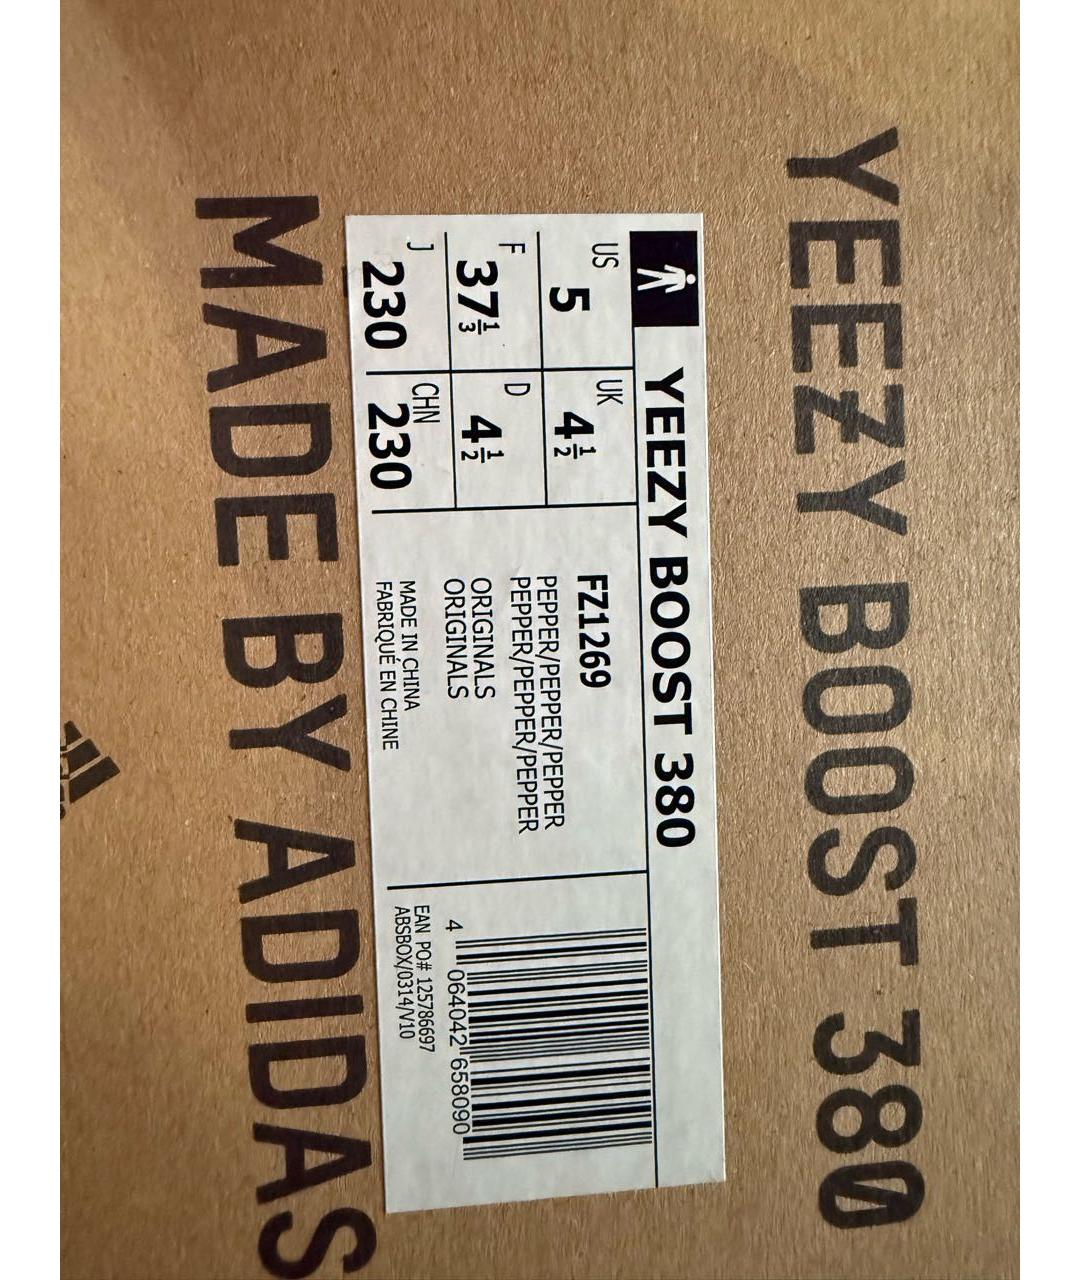 YEEZY BOOST 380
YEEZY BOOST 380
US 5
UK 4½
F 37⅓
D 4½
J 230
CHN 230
FZ1269
PEPPER/PEPPER/PEPPER
PEPPER/PEPPER/PEPPER
ORIGINALS
ORIGINALS
MADE IN CHINA
FABRIQUÉ EN CHINE
4 064042 658090
EAN PO# 125786697
ABSBOX/0314/V10
MADE BY ADIDAS